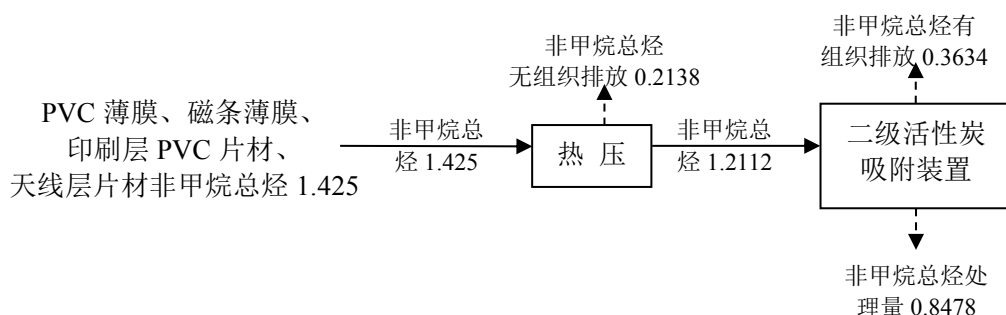 PVC 薄膜、磁条薄膜、
印刷层 PVC 片材、
天线层片材非甲烷总烃 1.425
非甲烷总
烃 1.425
非甲烷总烃
无组织排放 0.2138
热 压
非甲烷总
烃 1.2112
非甲烷总烃有
组织排放 0.3634
二级活性炭
吸附装置
非甲烷总烃处
理量 0.8478